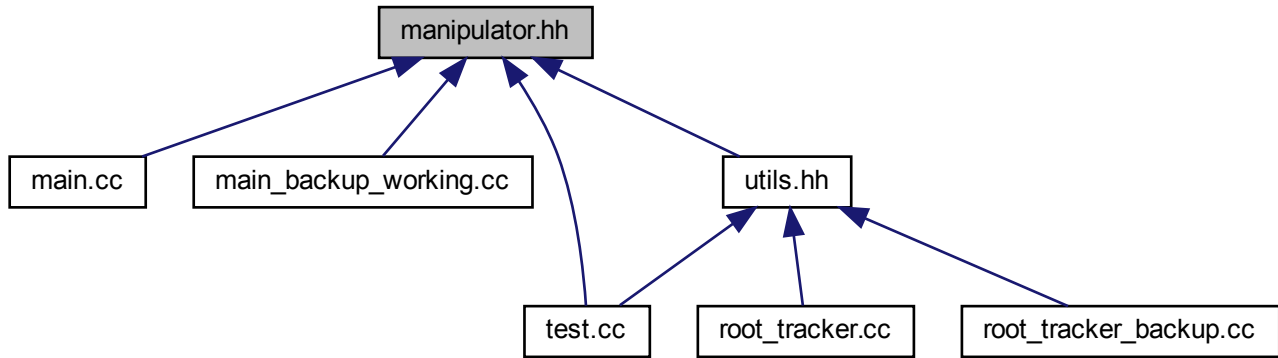 manipulator.hh
main.cc
main_backup_working.cc
utils.hh
test.cc
root_tracker.cc
root_tracker_backup.cc